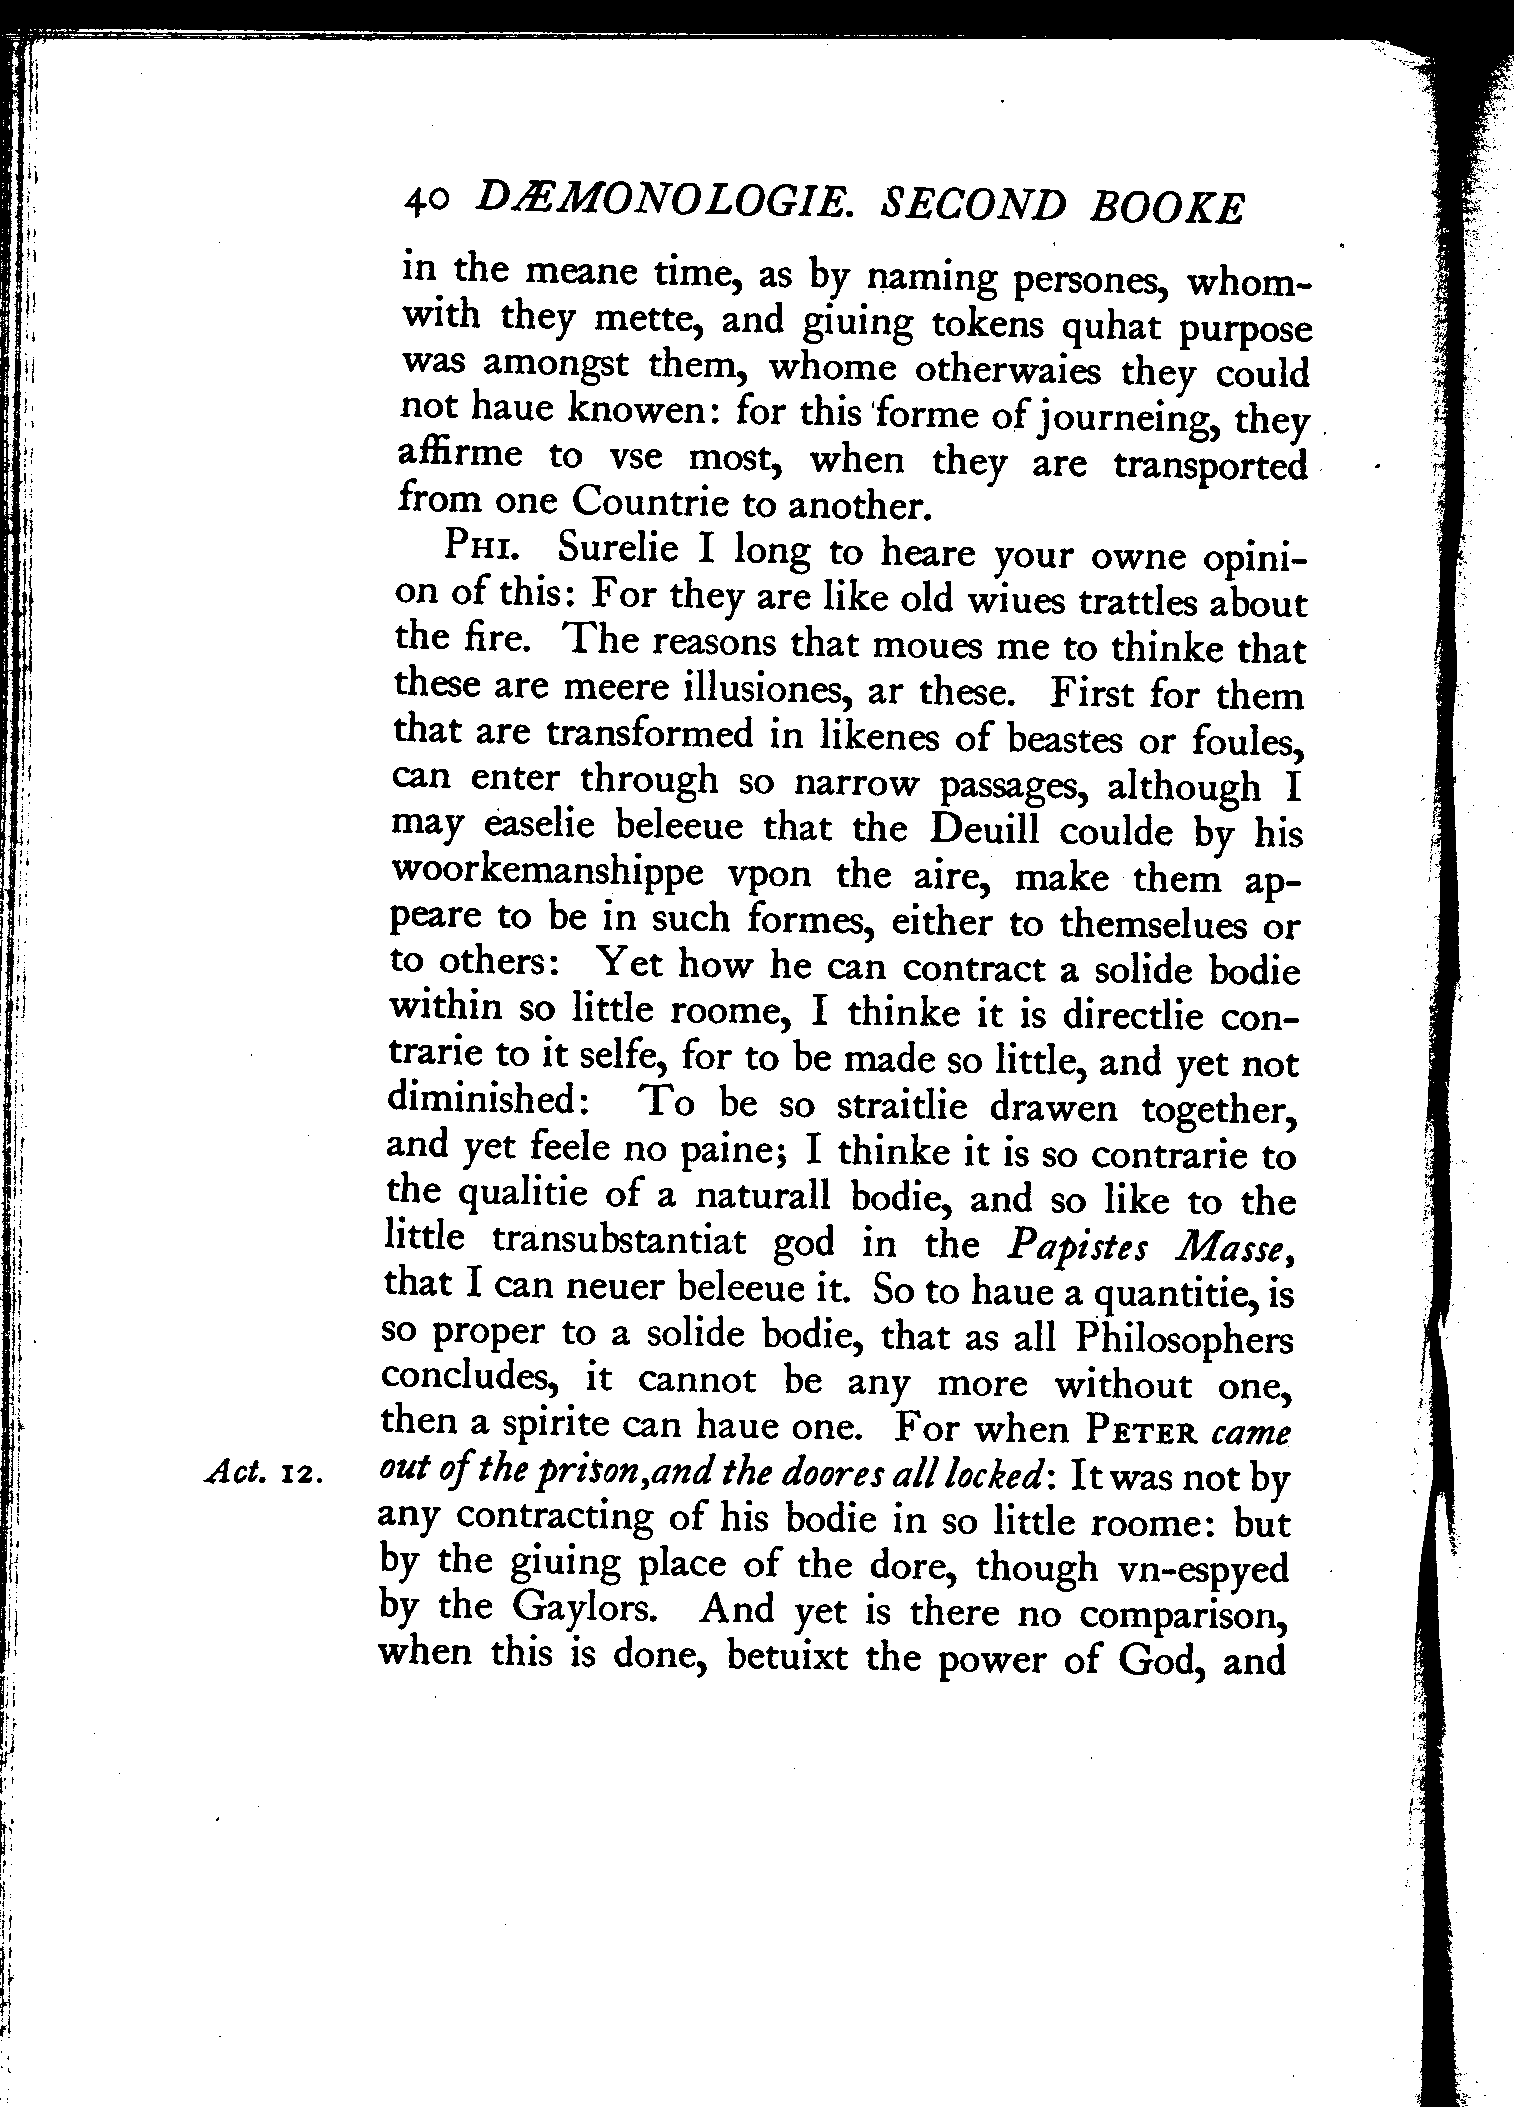 40 DÆMONOLOGIE. SECOND BOOKE
in the meane time, as by naming persones, whom-
with they mette, and giuing tokens quhat purpose
was amongst them, whome otherwaies they could
not haue knowen: for this forme of journeing, they
affirme to vse most, when they are transported
from one Countrie to another.
PHI. Surelie I long to heare your owne opini-
on of this: For they are like old wiues trattles about
the fire. The reasons that moues me to thinke that
these are meere illusiones, ar these. First for them
that are transformed in likenes of beastes or foules,
can enter through so narrow passages, although I
may easelie beleeue that the Deuill coulde by his
woorkemanshippe vpon the aire, make them ap-
peare to be in such formes, either to themselues or
to others: Yet how he can contract a solide bodie
within so little roome, I thinke it is directlie con-
trarie to it selfe, for to be made so little, and yet not
diminished: To be so straitlie drawen together,
and yet feele no paine; I thinke it is so contrarie to
the qualitie of a naturall bodie, and so like to the
little transubstantiat god in the Papistes Masse,
that I can neuer beleeue it. So to haue a quantitie, is
so proper to a solide bodie, that as all Philosophers
concludes, it cannot be any more without one,
then a spirite can haue one. For when PETER came
Act. 12. out of the prison,and the doores all locked: It was not by
any contracting of his bodie in so little roome: but
by the giuing place of the dore, though vn-espyed
by the Gaylors. And yet is there no comparison,
when this is done, betuixt the power of God, and